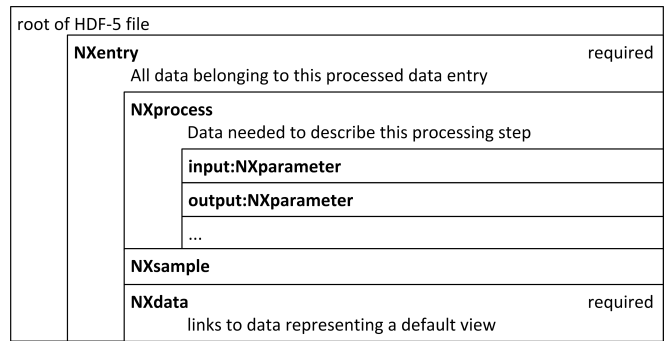 root of HDF-5 file
NXentry required
All data belonging to this processed data entry
NXprocess
Data needed to describe this processing step
input:NXparameter
output:NXparameter
...
NXsample
NXdata required
links to data representing a default view